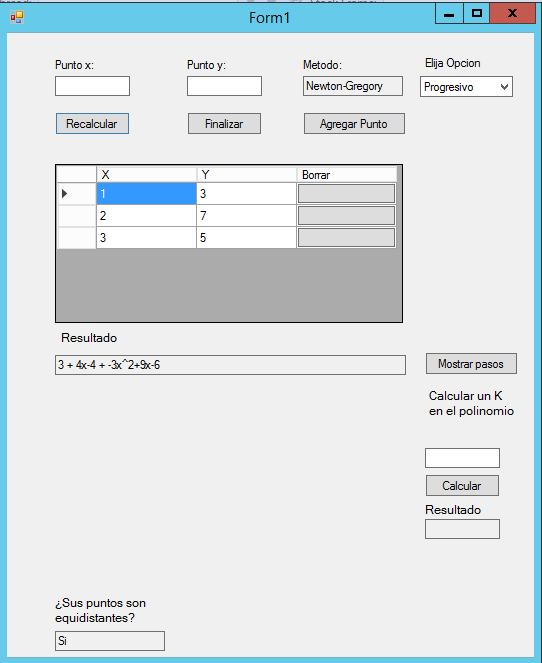 Form1
Punto x:
Punto y:
Metodo:
Elija Opcion
Newton-Gregory
Progresivo
Recalcular
Finalizar
Agregar Punto
X Y Borrar
1 3
2 7
3 5
Resultado
3 + 4x-4 + -3x^2+9x-6
Mostrar pasos
Calcular un K
en el polinomio
Calcular
Resultado
¿Sus puntos son
equidistantes?
Si